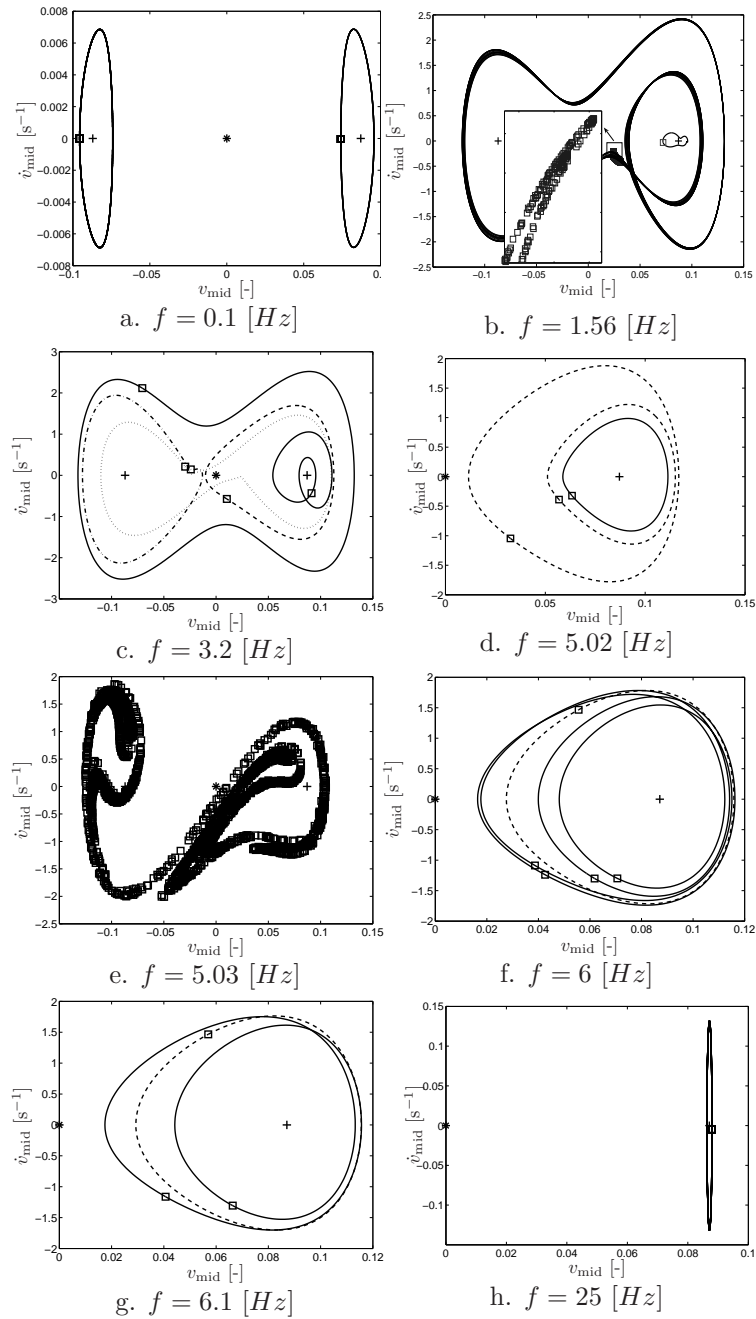 0.008
0.006
0.004
0.002
0
−0.002
−0.004
−0.006
−0.008
v̇mid [s⁻¹]
−0.1 −0.05 0 0.05 0.
vmid [-]
a. f = 0.1 [Hz]
2.5
2
1.5
1
0.5
0
−0.5
−1
−1.5
−2
−2.5
v̇mid [s⁻¹]
−0.1 −0.05 0 0.05 0.1 0.15
vmid [-]
b. f = 1.56 [Hz]
3
2
1
0
−1
−2
−3
v̇mid [s⁻¹]
−0.1 −0.05 0 0.05 0.1 0.15
vmid [-]
c. f = 3.2 [Hz]
2
1.5
1
0.5
0
−0.5
−1
−1.5
−2
v̇mid [s⁻¹]
0 0.05 0.1 0.15
vmid [-]
d. f = 5.02 [Hz]
2
1.5
1
0.5
0
−0.5
−1
−1.5
−2
−2.5
v̇mid [s⁻¹]
−0.1 −0.05 0 0.05 0.1 0.15
vmid [-]
e. f = 5.03 [Hz]
2
1.5
1
0.5
0
−0.5
−1
−1.5
−2
v̇mid [s⁻¹]
0 0.02 0.04 0.06 0.08 0.1 0.12
vmid [-]
f. f = 6 [Hz]
2
1.5
1
0.5
0
−0.5
−1
−1.5
−2
v̇mid [s⁻¹]
0 0.02 0.04 0.06 0.08 0.1 0.12
vmid [-]
g. f = 6.1 [Hz]
0.15
0.1
0.05
0
−0.05
−0.1
v̇mid [s⁻¹]
0 0.02 0.04 0.06 0.08 0.1
vmid [-]
h. f = 25 [Hz]